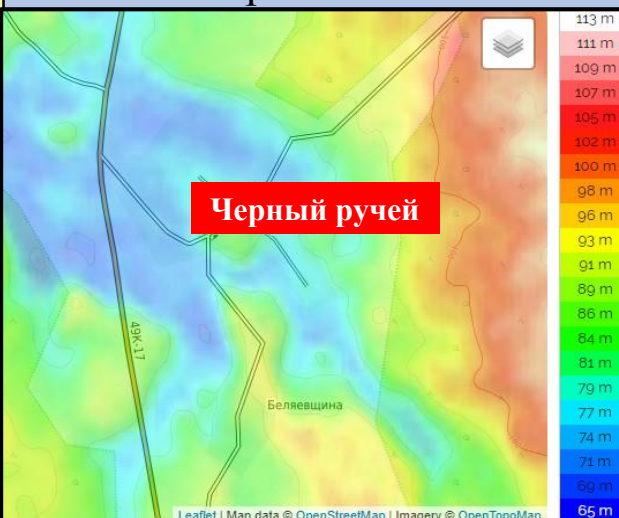 113 m
111 m
109 m
107 m
105 m
102 m
100 m
98 m
96 m
93 m
91 m
89 m
86 m
84 m
81 m
79 m
77 m
74 m
71 m
69 m
65 m
Черный ручей
49К-17
Беляевщина
Leaflet | Map data © OpenStreetMap | Imagery © OpenTopoMap